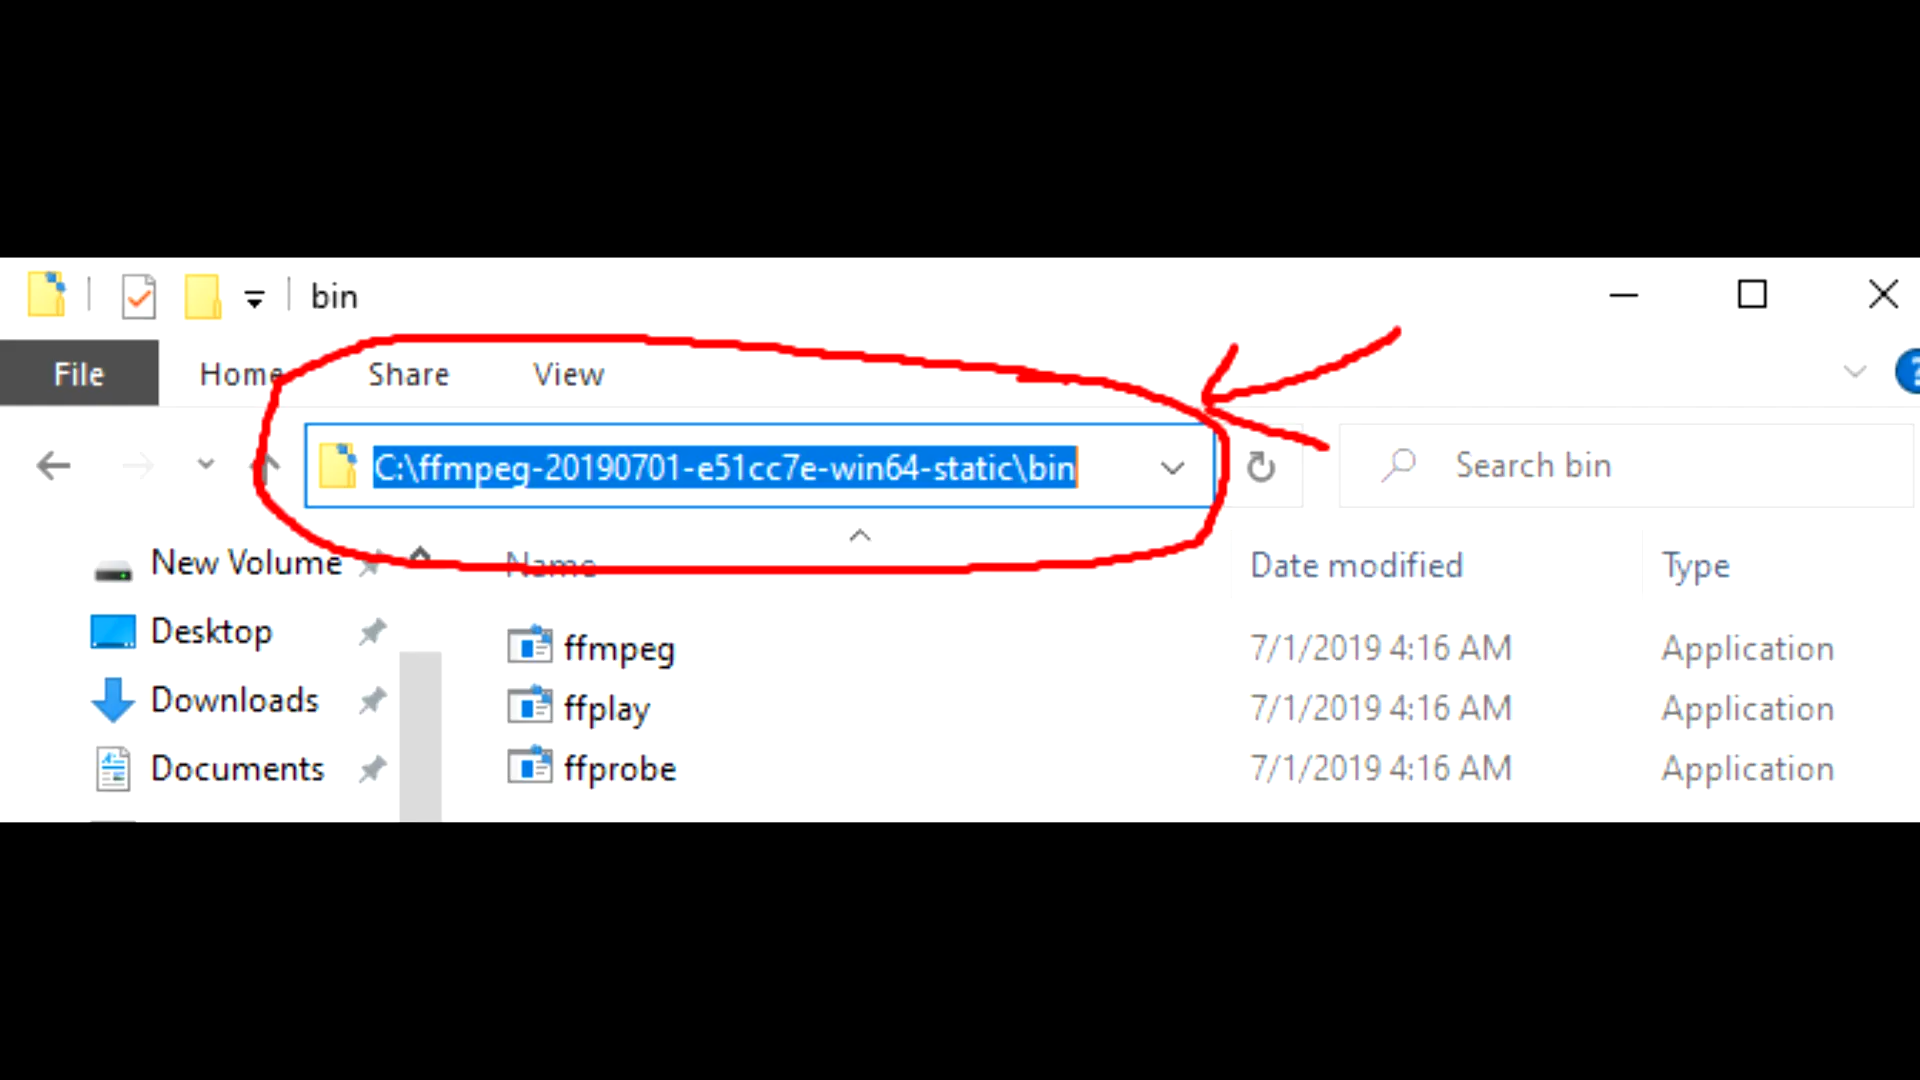 bin
File Home Share View
C:\ffmpeg-20190701-e51cc7e-win64-static\bin Search bin
New Volume Name Date modified Type
Desktop
ffmpeg 7/1/2019 4:16 AM Application
Downloads
ffplay 7/1/2019 4:16 AM Application
Documents
ffprobe 7/1/2019 4:16 AM Application